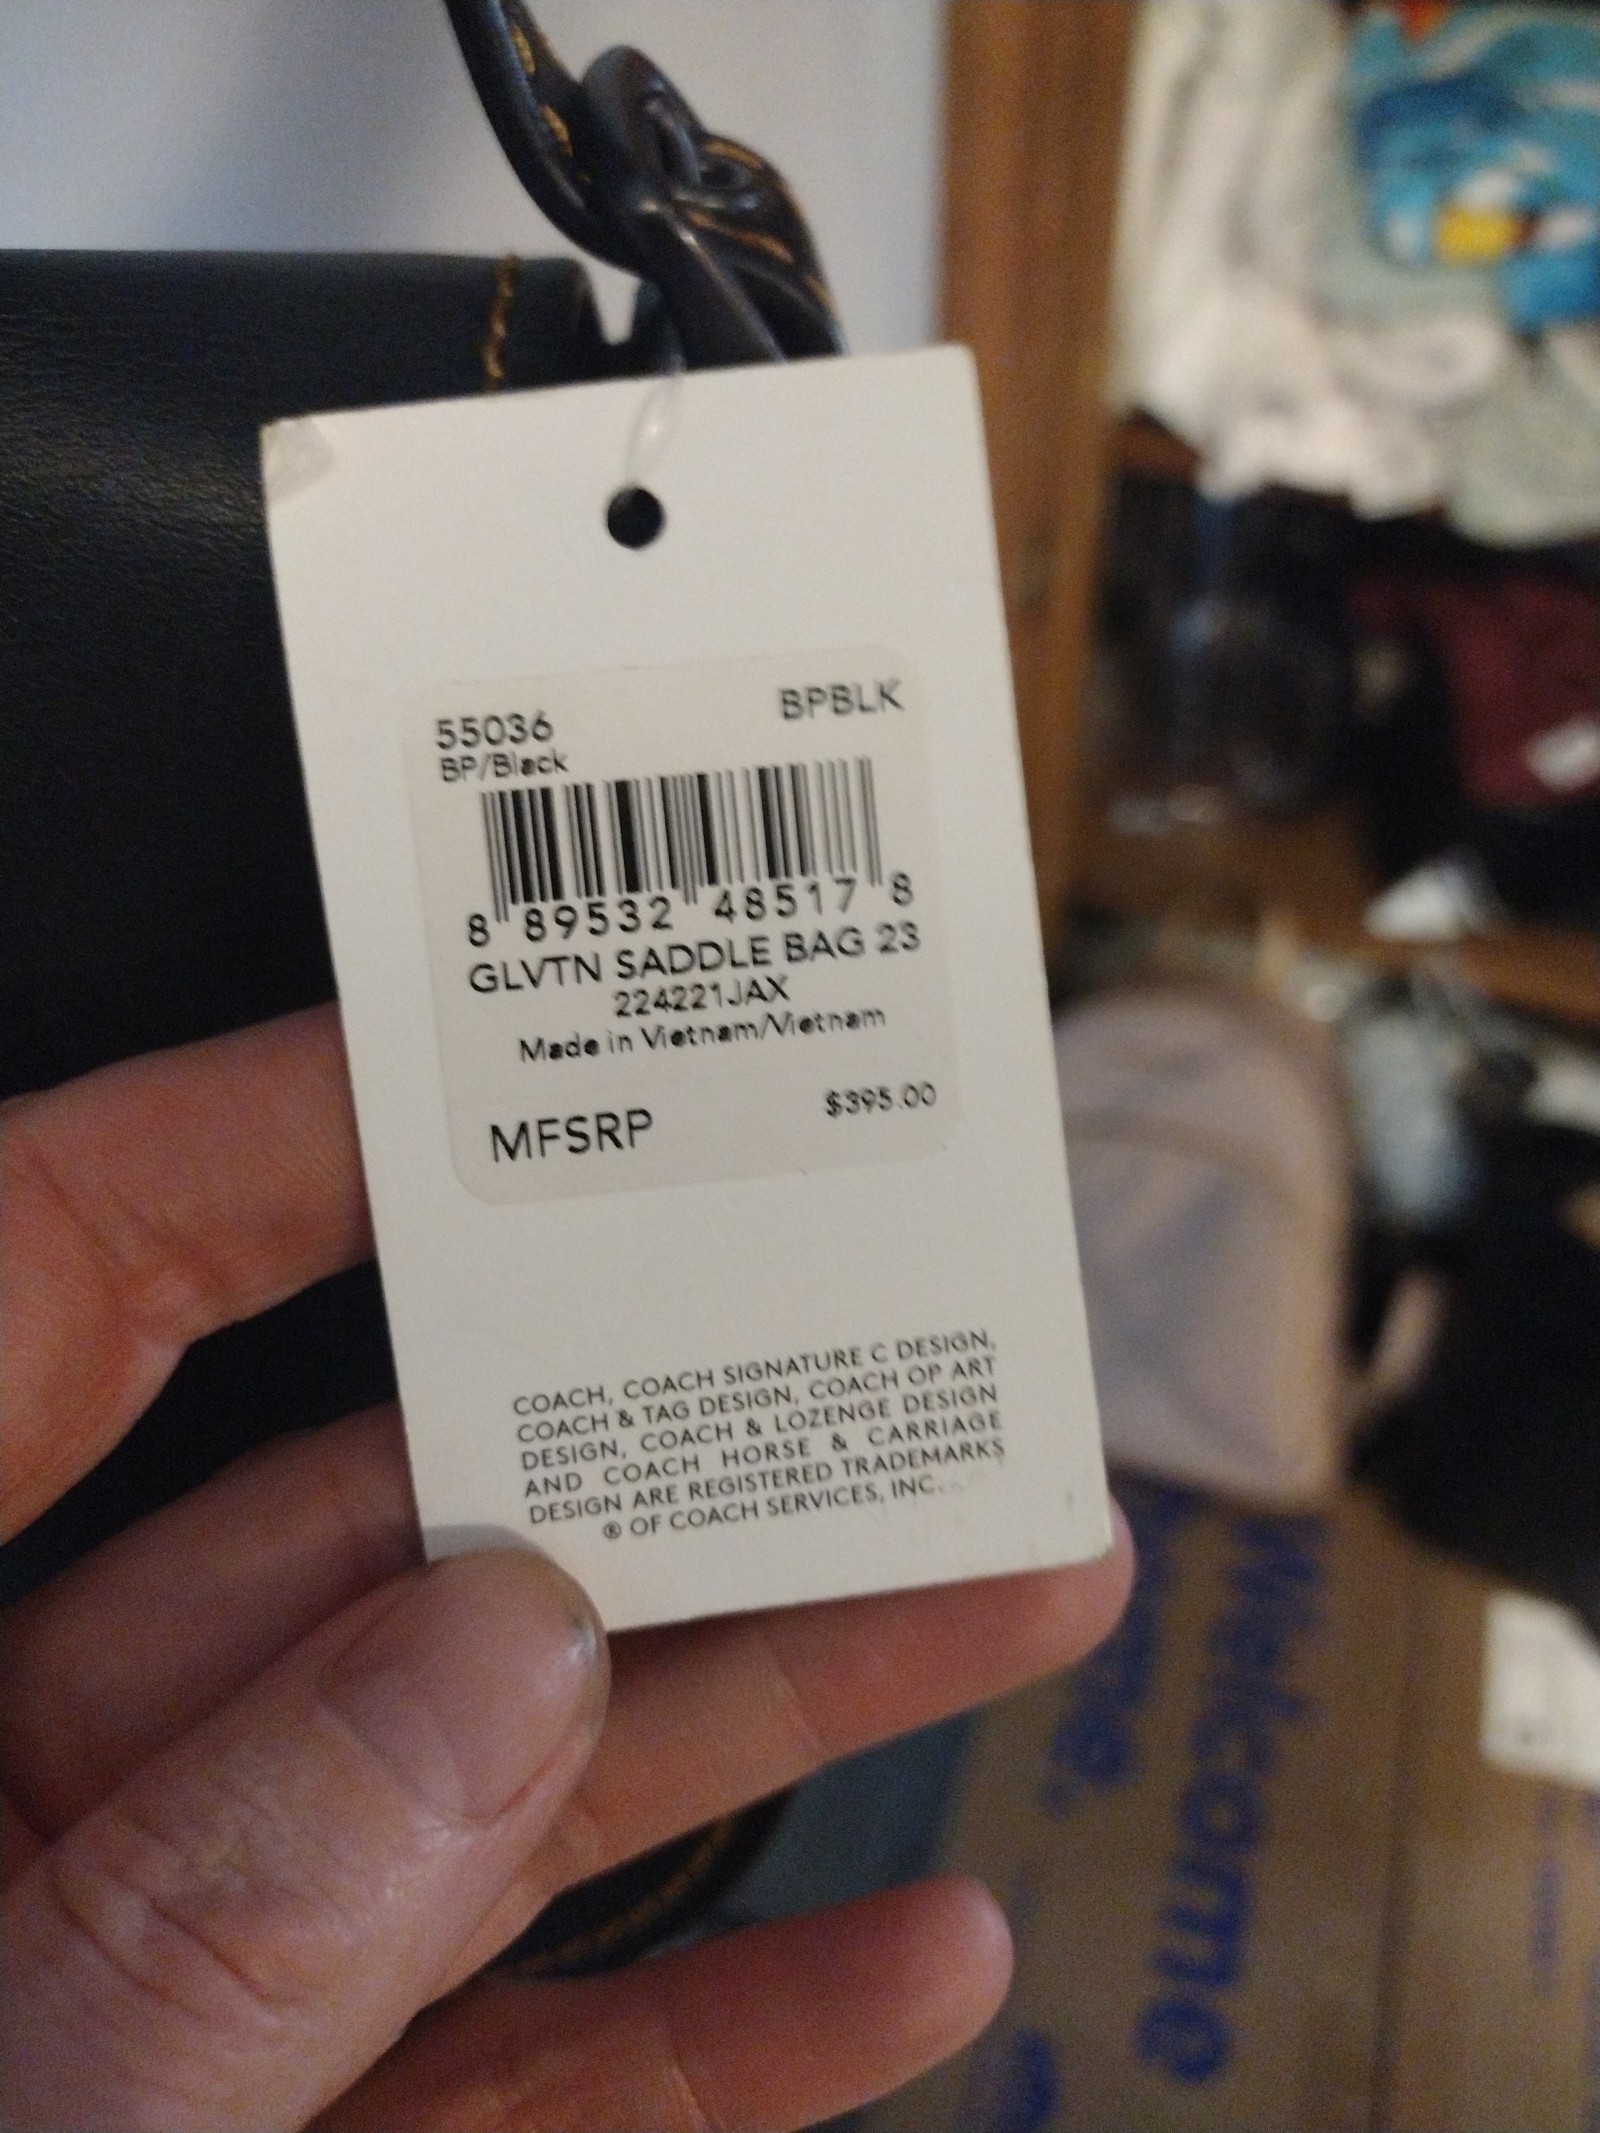 55036 BPBLK
BP/Black
8 89532 48517 8
GLVTN SADDLE BAG 23
224221JAX
Made in Vietnam/Vietnam
MFSRP $395.00
COACH, COACH SIGNATURE C DESIGN,
COACH & TAG DESIGN, COACH OP ART
DESIGN, COACH & LOZENGE DESIGN
AND COACH HORSE & CARRIAGE
DESIGN ARE REGISTERED TRADEMARKS
® OF COACH SERVICES, INC.